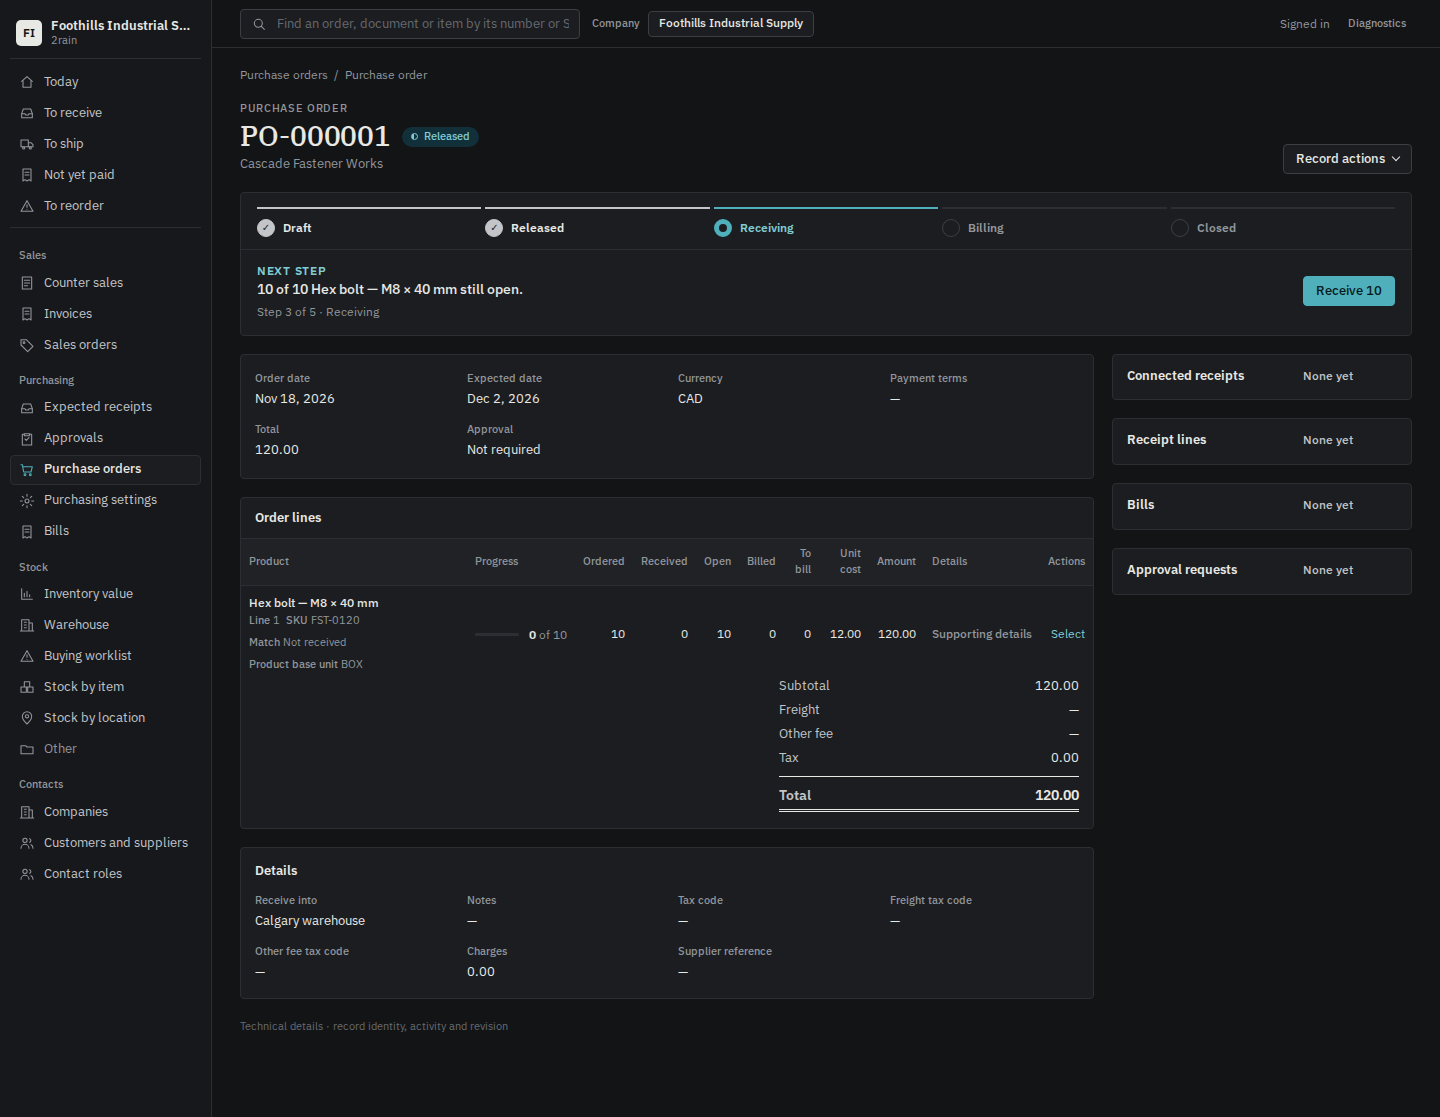 FI
Foothills Industrial S...
2rain
Find an order, document or item by its number or S
Company
Foothills Industrial Supply
Signed in
Diagnostics
Today
To receive
To ship
Not yet paid
To reorder
Sales
Counter sales
Invoices
Sales orders
Purchasing
Expected receipts
Approvals
Purchase orders
Purchasing settings
Bills
Stock
Inventory value
Warehouse
Buying worklist
Stock by item
Stock by location
Other
Contacts
Companies
Customers and suppliers
Contact roles
Purchase orders / Purchase order
PURCHASE ORDER
PO-000001 Released
Cascade Fastener Works
Record actions
Draft
Released
Receiving
Billing
Closed
NEXT STEP
10 of 10 Hex bolt — M8 × 40 mm still open.
Step 3 of 5 · Receiving
Receive 10
Order date
Nov 18, 2026
Expected date
Dec 2, 2026
Currency
CAD
Payment terms
—
Total
120.00
Approval
Not required
Connected receipts None yet
Receipt lines None yet
Bills None yet
Approval requests None yet
Order lines
Product Progress Ordered Received Open Billed To bill Unit cost Amount Details Actions
Hex bolt — M8 × 40 mm
Line 1 SKU FST-0120
Match Not received
Product base unit BOX
0 of 10 10 0 10 0 0 12.00 120.00 Supporting details Select
Subtotal 120.00
Freight —
Other fee —
Tax 0.00
Total 120.00
Details
Receive into
Calgary warehouse
Notes
—
Tax code
—
Freight tax code
—
Other fee tax code
—
Charges
0.00
Supplier reference
—
Technical details · record identity, activity and revision